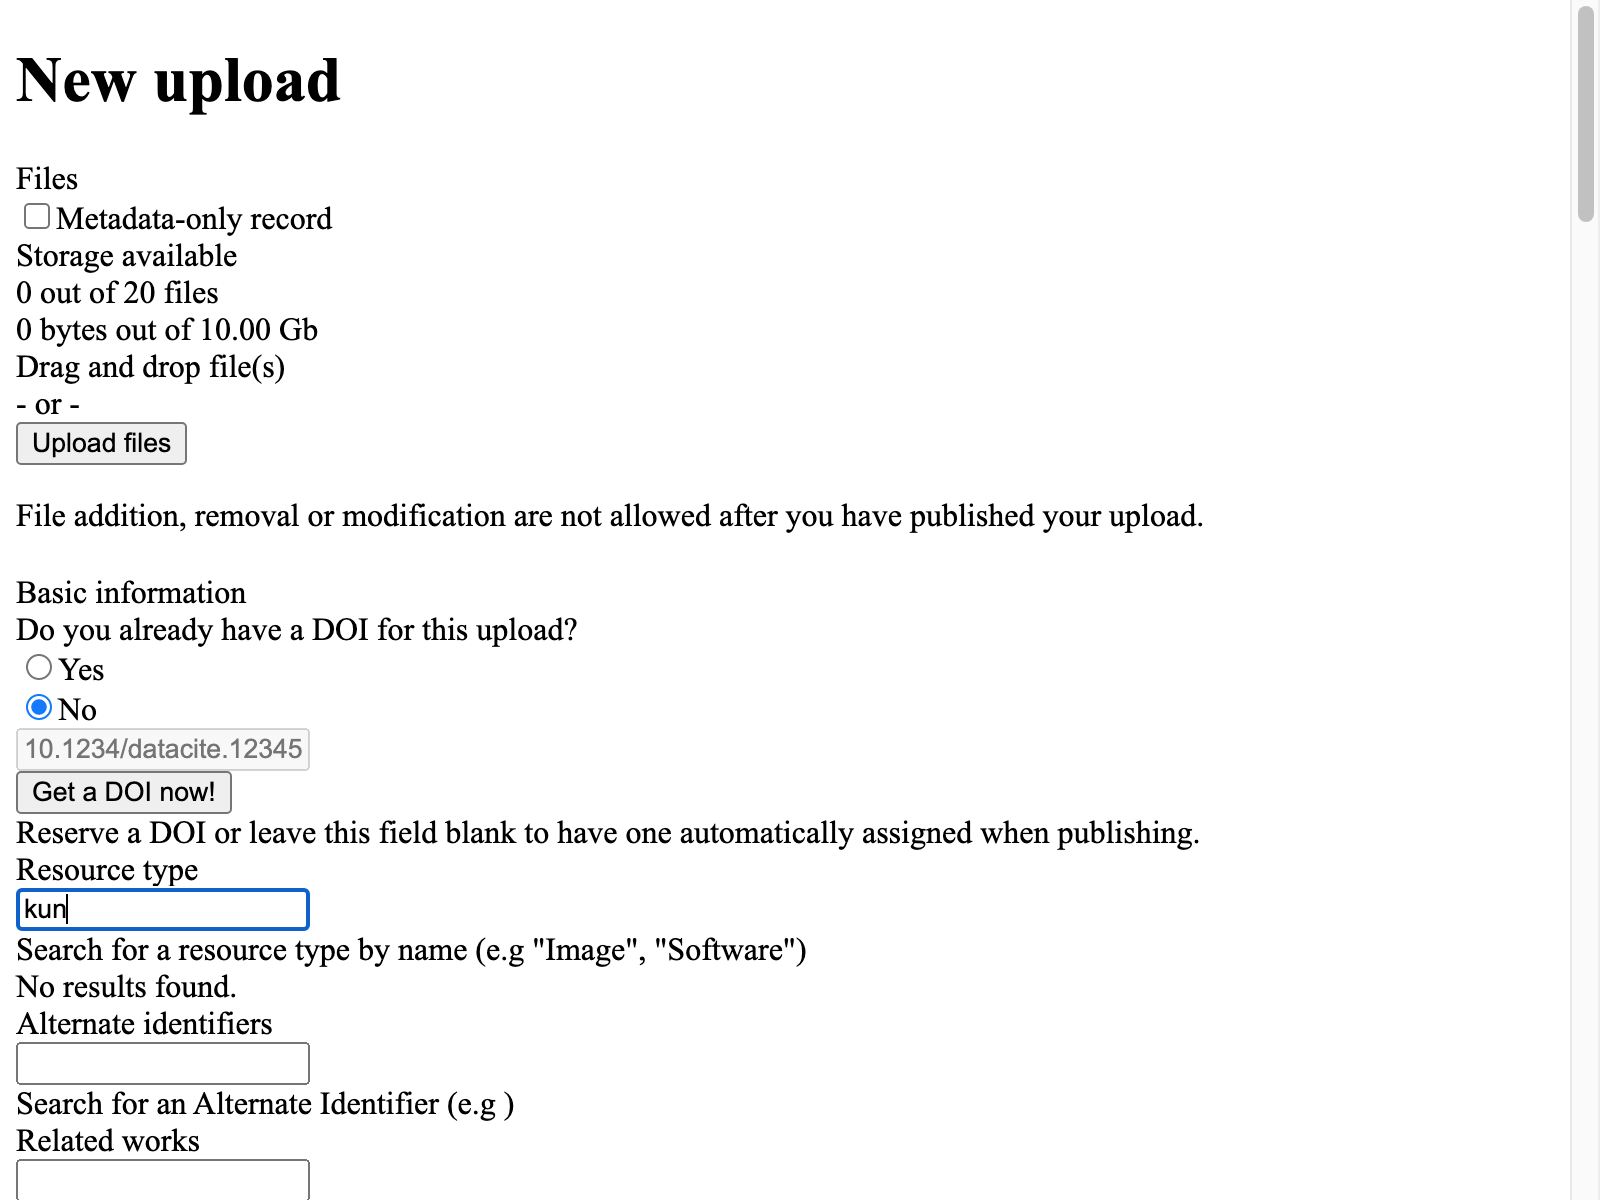 New upload
Files
Metadata-only record
Storage available
0 out of 20 files
0 bytes out of 10.00 Gb
Drag and drop file(s)
- or -
Upload files
File addition, removal or modification are not allowed after you have published your upload.
Basic information
Do you already have a DOI for this upload?
Yes
No
10.1234/datacite.12345
Get a DOI now!
Reserve a DOI or leave this field blank to have one automatically assigned when publishing.
Resource type
kun
Search for a resource type by name (e.g "Image", "Software")
No results found.
Alternate identifiers
Search for an Alternate Identifier (e.g )
Related works